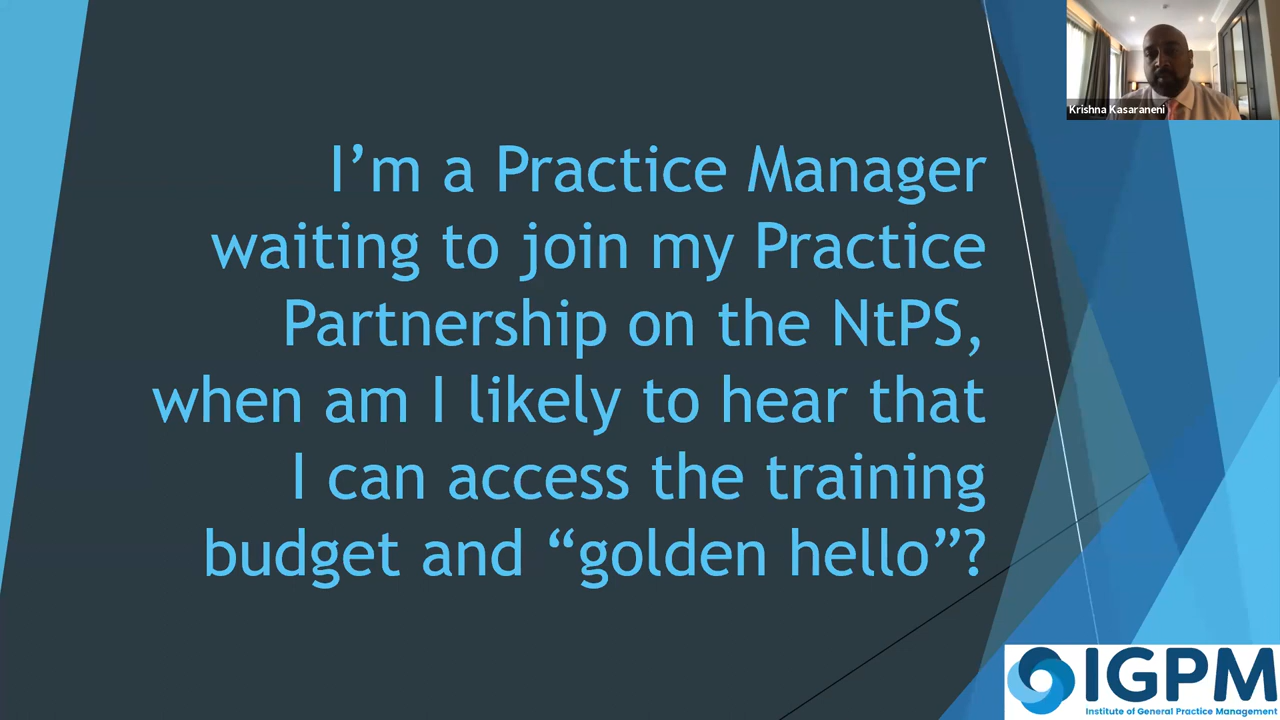 Krishna Kasaraneni
I’m a Practice Manager
waiting to join my Practice
Partnership on the NtPS,
when am I likely to hear that
I can access the training
budget and “golden hello”?
IGPM
Institute of General Practice Management